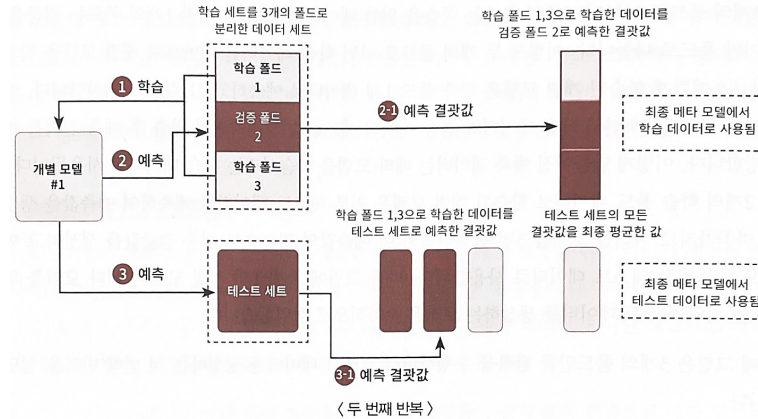 학습 세트를 3개의 폴드로
분리한 데이터 세트
학습 폴드 1,3으로 학습한 데이터를
검증 폴드 2로 예측한 결괏값
1 학습
학습 폴드
1
검증 폴드
2
학습 폴드
3
2-1 예측 결괏값
최종 메타 모델에서
학습 데이터로 사용됨
개별 모델
#1
2 예측
학습 폴드 1,3으로 학습한 데이터를
테스트 세트로 예측한 결괏값
테스트 세트의 모든
결괏값을 최종 평균한 값
3 예측
테스트 세트
최종 메타 모델에서
테스트 데이터로 사용됨
3-1 예측 결괏값
〈 두 번째 반복 〉